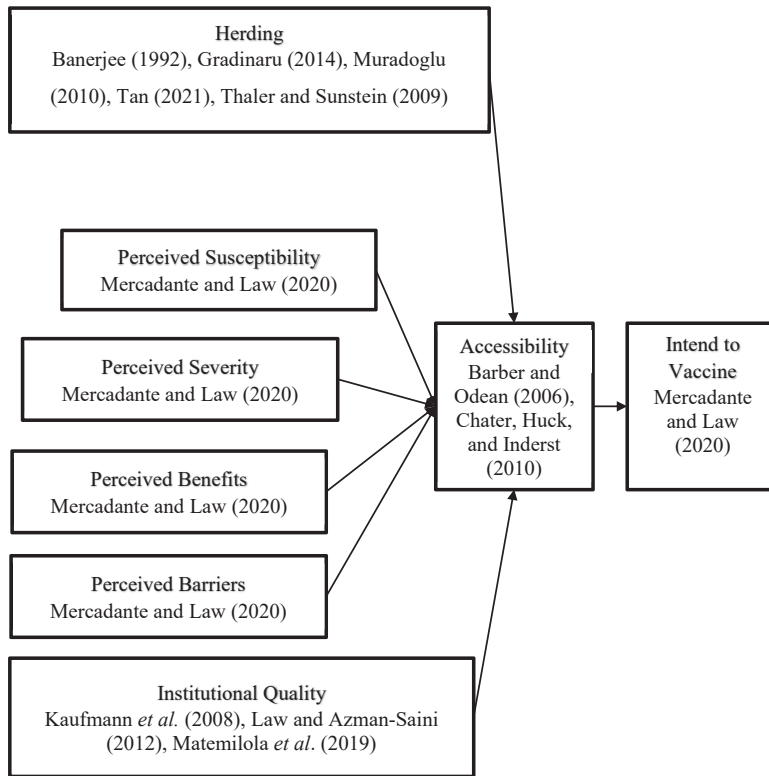 Herding
Banerjee (1992), Gradinaru (2014), Muradoglu
(2010), Tan (2021), Thaler and Sunstein (2009)
Perceived Susceptibility
Mercadante and Law (2020)
Perceived Severity
Mercadante and Law (2020)
Perceived Benefits
Mercadante and Law (2020)
Perceived Barriers
Mercadante and Law (2020)
Institutional Quality
Kaufmann et al. (2008), Law and Azman-Saini
(2012), Matemilola et al. (2019)
Accessibility
Barber and
Odean (2006),
Chater, Huck,
and Inderst
(2010)
Intend to
Vaccine
Mercadante
and Law
(2020)